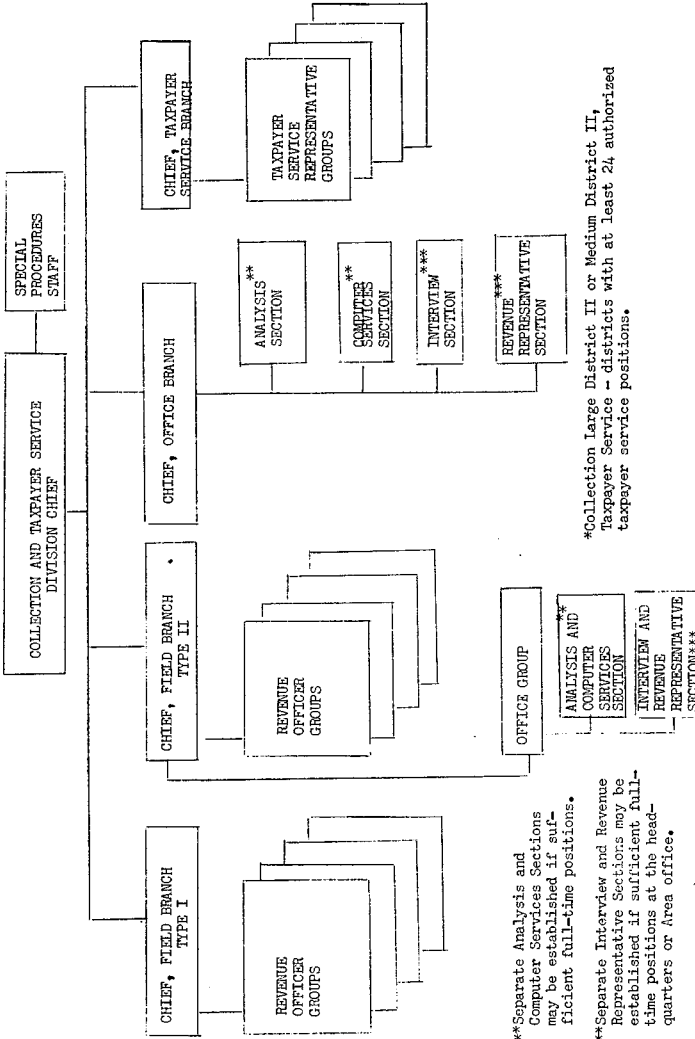 COLLECTION AND TAXPAYER SERVICE
DIVISION CHIEF
SPECIAL
PROCEDURES
STAFF
CHIEF, FIELD BRANCH
TYPE I
REVENUE
OFFICER
GROUPS
CHIEF, FIELD BRANCH
TYPE II
REVENUE
OFFICER
GROUPS
OFFICE GROUP
**
ANALYSIS AND
COMPUTER
SERVICES
SECTION
INTERVIEW AND
REVENUE
REPRESENTATIVE
SECTION***
CHIEF, OFFICE BRANCH
**
ANALYSIS
SECTION
**
COMPUTER
SERVICES
SECTION
***
INTERVIEW
SECTION
***
REVENUE
REPRESENTATIVE
SECTION
CHIEF, TAXPAYER
SERVICE BRANCH
TAXPAYER
SERVICE
REPRESENTATIVE
GROUPS
*Collection Large District II or Medium District II,
Taxpayer Service -- districts with at least 24 authorized
taxpayer service positions.
**Separate Analysis and
Computer Services Sections
may be established if suf-
ficient full-time positions.
**Separate Interview and Revenue
Representative Sections may be
established if sufficient full-
time positions at the head-
quarters or Area office.